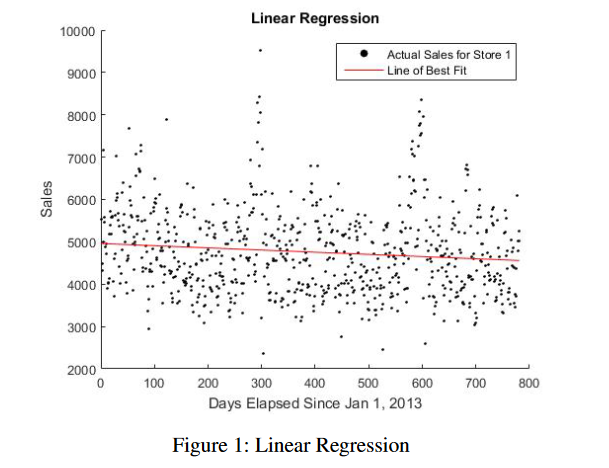 Linear Regression
10000
9000
8000
7000
6000
5000
4000
3000
2000
Sales
Actual Sales for Store 1
Line of Best Fit
0 100 200 300 400 500 600 700 800
Days Elapsed Since Jan 1, 2013
Figure 1: Linear Regression